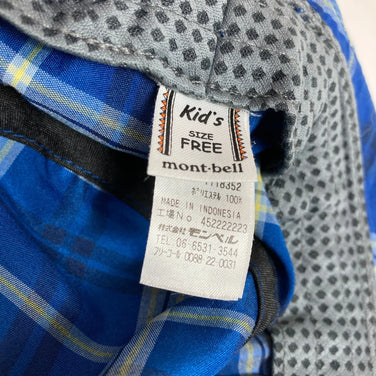 Kid's
SIZE
FREE
mont-bell
1118352
ポリエステル 100%
MADE IN INDONESIA
工場No 452222223
株式会社モンベル
TEL 06-6531-3544
フリーコール 0088 22-0031